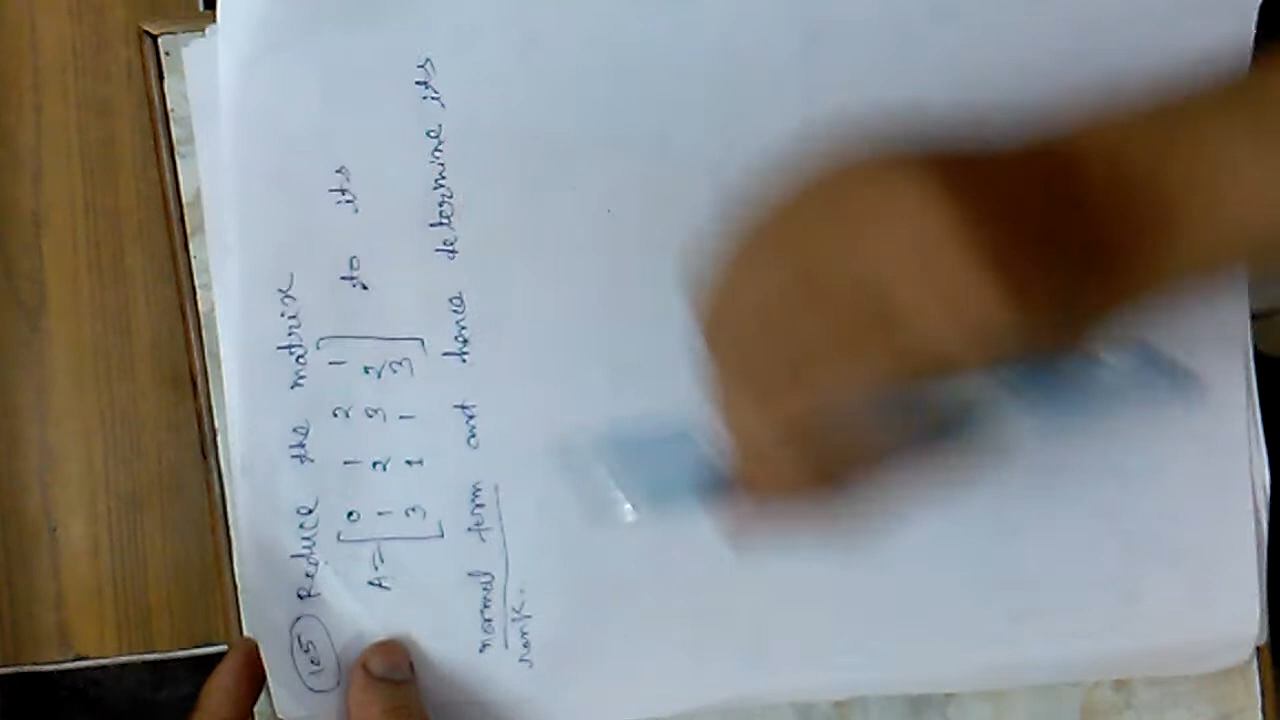 105 Reduce the matrix
A = [ 0 1 2 1
1 2 3 2
3 1 1 3 ] to its
normal form and hence determine its
rank.